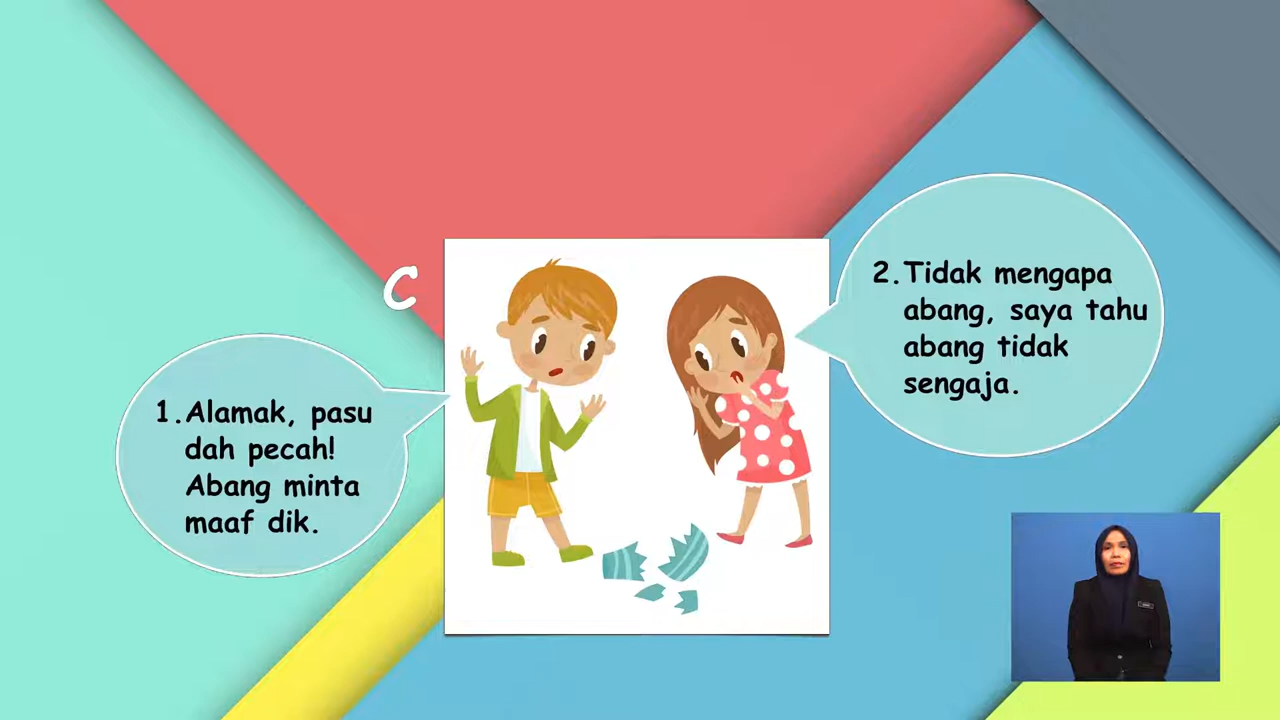 C
1. Alamak, pasu
dah pecah!
Abang minta
maaf dik.
2. Tidak mengapa
abang, saya tahu
abang tidak
sengaja.